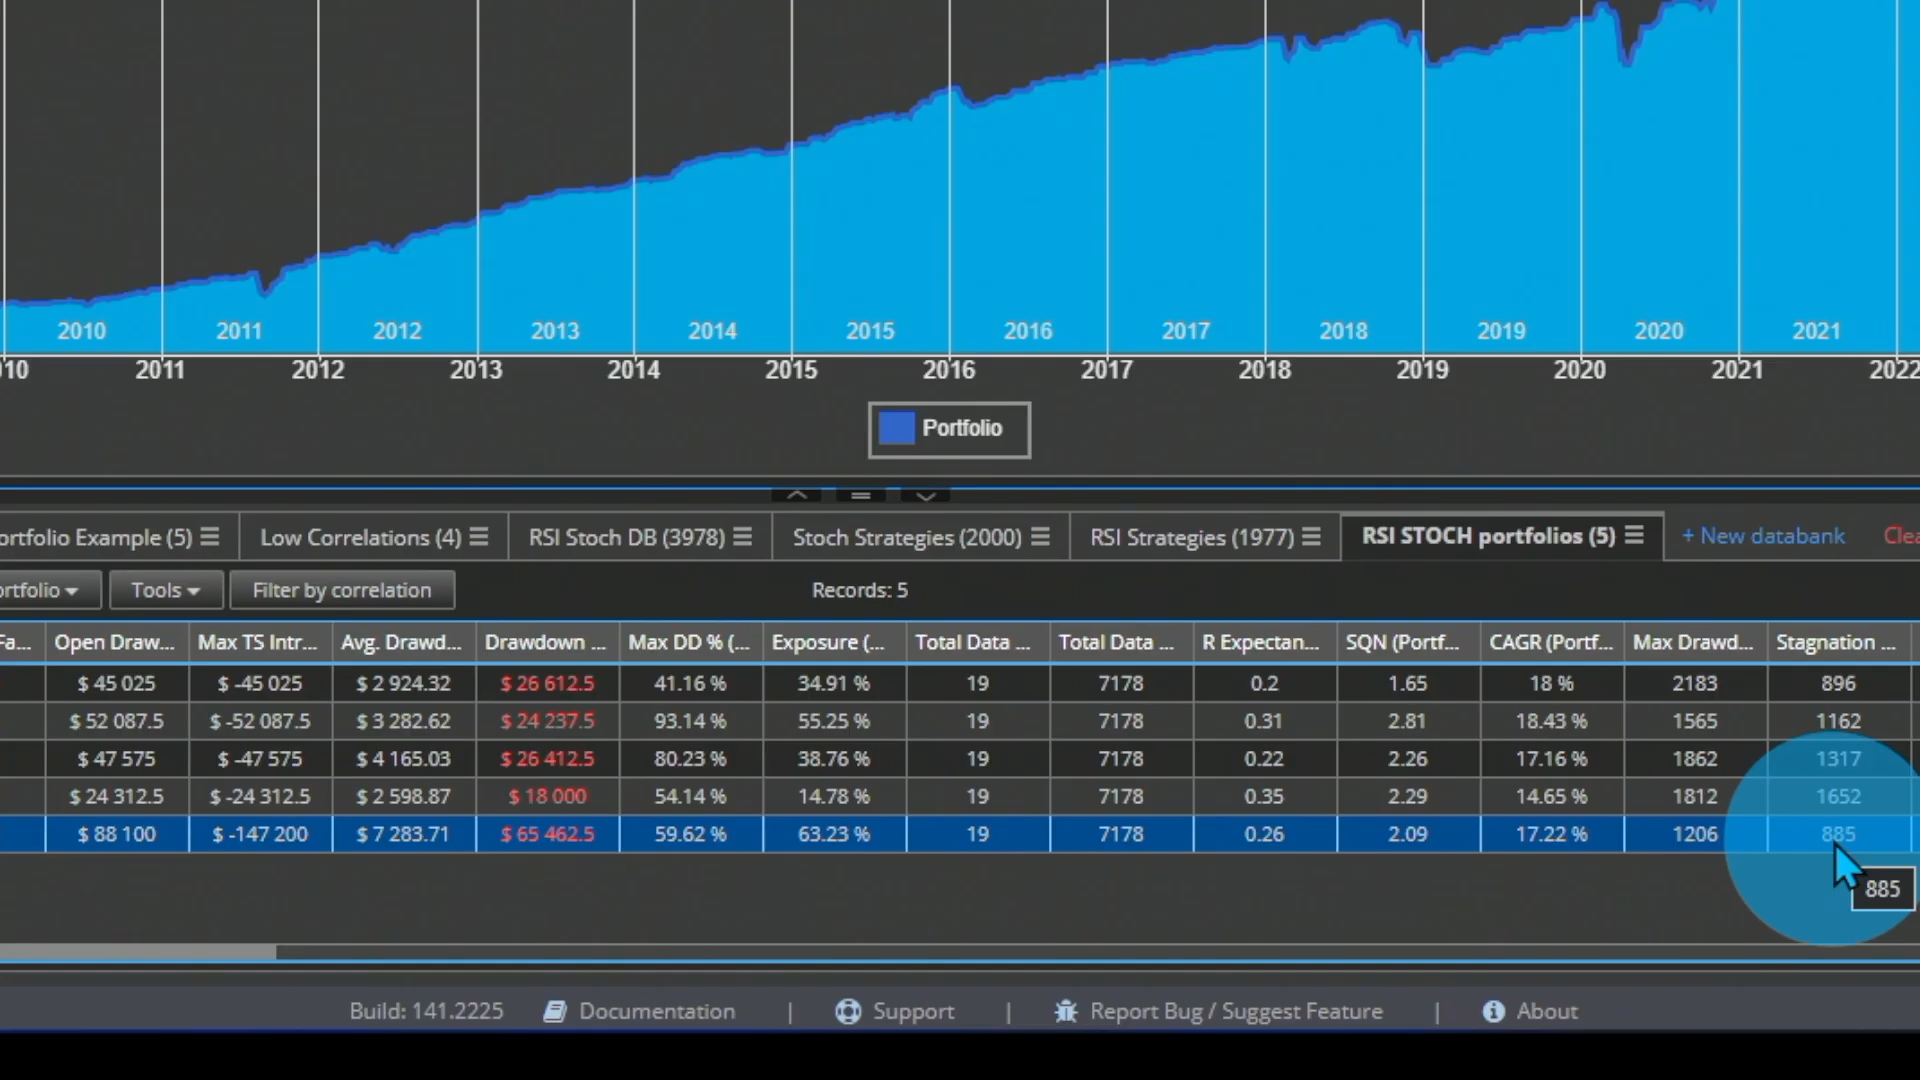 2010 2011 2012 2013 2014 2015 2016 2017 2018 2019 2020 2021
010 2011 2012 2013 2014 2015 2016 2017 2018 2019 2020 2021 2022
Portfolio
ortfolio Example (5) Low Correlations (4) RSI Stoch DB (3978) Stoch Strategies (2000) RSI Strategies (1977) RSI STOCH portfolios (5) + New databank Clea
ortfolio Tools Filter by correlation Records: 5
Fa... Open Draw... Max TS Intr... Avg. Drawd... Drawdown ... Max DD % (... Exposure (... Total Data ... Total Data ... R Expectan... SQN (Portf... CAGR (Portf... Max Drawd... Stagnation ...
$ 45 025 $ -45 025 $ 2 924.32 $ 26 612.5 41.16 % 34.91 % 19 7178 0.2 1.65 18 % 2183 896
$ 52 087.5 $ -52 087.5 $ 3 282.62 $ 24 237.5 93.14 % 55.25 % 19 7178 0.31 2.81 18.43 % 1565 1162
$ 47 575 $ -47 575 $ 4 165.03 $ 26 412.5 80.23 % 38.76 % 19 7178 0.22 2.26 17.16 % 1862 1317
$ 24 312.5 $ -24 312.5 $ 2 598.87 $ 18 000 54.14 % 14.78 % 19 7178 0.35 2.29 14.65 % 1812 1652
$ 88 100 $ -147 200 $ 7 283.71 $ 65 462.5 59.62 % 63.23 % 19 7178 0.26 2.09 17.22 % 1206 885
885
Build: 141.2225 Documentation | Support | Report Bug / Suggest Feature | About